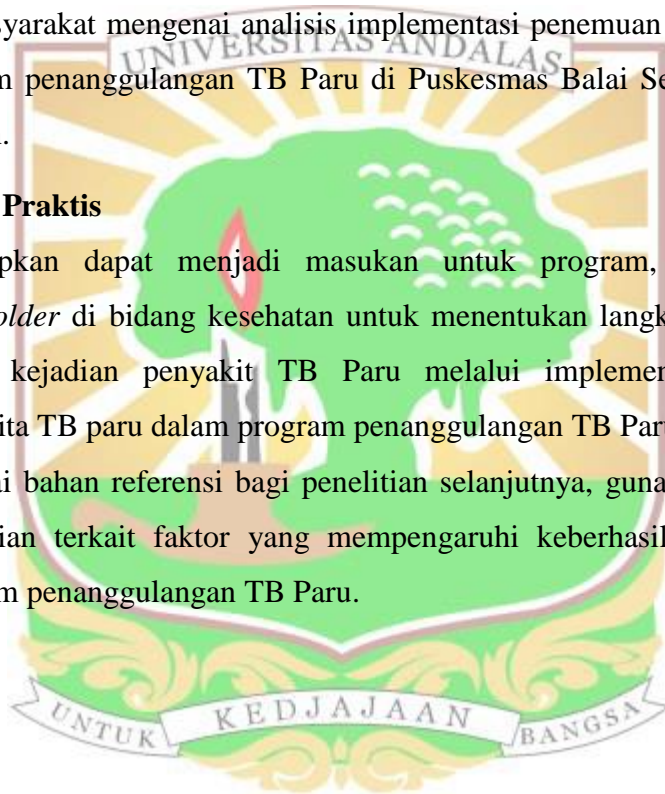 syarakat mengenai analisis implementasi penemuan
UNIVERSITAS ANDALAS
m penanggulangan TB Paru di Puskesmas Balai Se
.
Praktis
pkan dapat menjadi masukan untuk program,
older di bidang kesehatan untuk menentukan langk
kejadian penyakit TB Paru melalui implemen
ita TB paru dalam program penanggulangan TB Paru
ai bahan referensi bagi penelitian selanjutnya, guna
ian terkait faktor yang mempengaruhi keberhasil
m penanggulangan TB Paru.
UNTUK KEDJAJAAN BANGSA